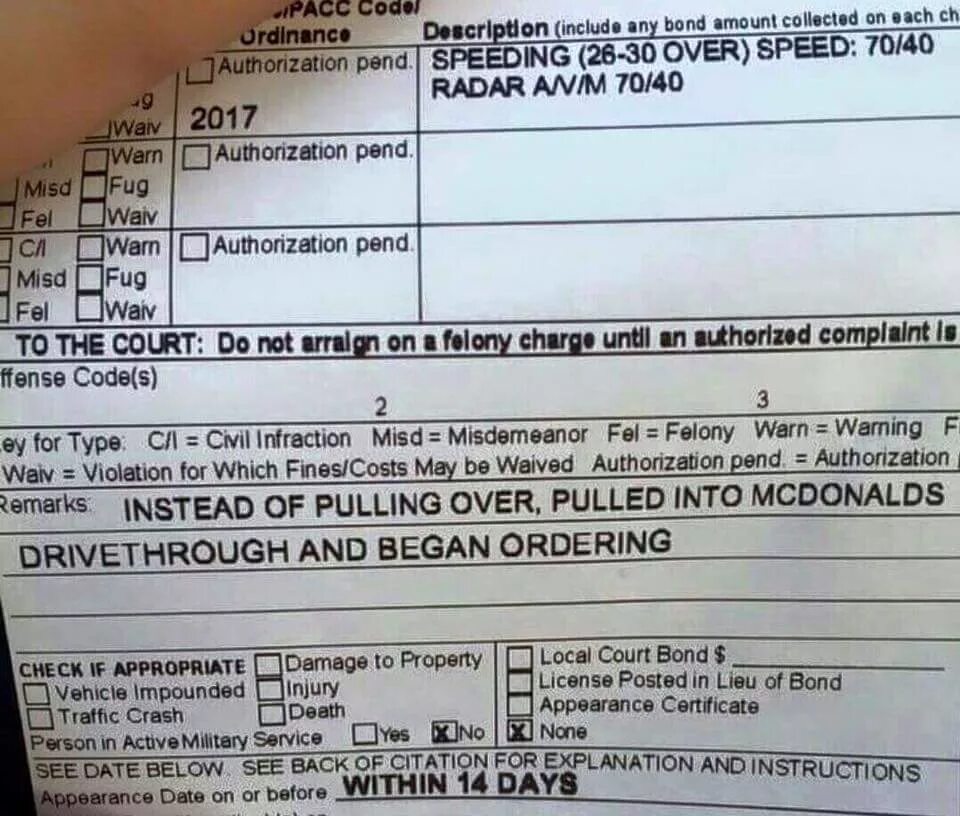 /PACC Code/
Ordinance Description (include any bond amount collected on each ch
Authorization pend. SPEEDING (26-30 OVER) SPEED: 70/40
RADAR A/V/M 70/40
Waiv 2017
Warn Authorization pend.
Misd Fug
Fel Waiv
C/I Warn Authorization pend.
Misd Fug
Fel Waiv
TO THE COURT: Do not arraign on a felony charge until an authorized complaint is
ffense Code(s)
2 3
ey for Type: C/I = Civil Infraction Misd = Misdemeanor Fel = Felony Warn = Warning F
Waiv = Violation for Which Fines/Costs May be Waived Authorization pend. = Authorization
Remarks: INSTEAD OF PULLING OVER, PULLED INTO MCDONALDS
DRIVETHROUGH AND BEGAN ORDERING
CHECK IF APPROPRIATE Damage to Property Local Court Bond $
Vehicle Impounded Injury License Posted in Lieu of Bond
Traffic Crash Death Appearance Certificate
Person in Active Military Service Yes X No X None
SEE DATE BELOW. SEE BACK OF CITATION FOR EXPLANATION AND INSTRUCTIONS
Appearance Date on or before WITHIN 14 DAYS